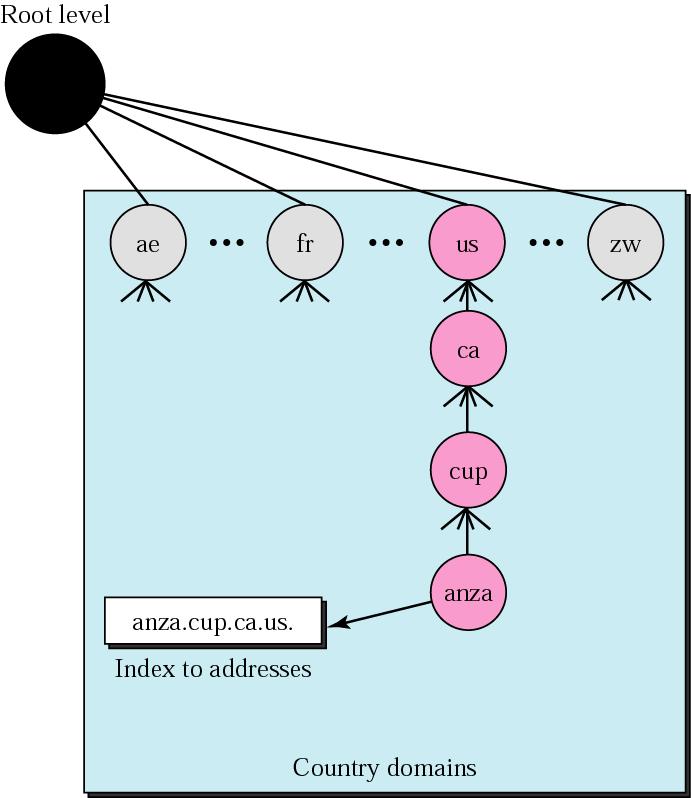 Root level
ae ••• fr ••• us ••• zw
ca
cup
anza
anza.cup.ca.us.
Index to addresses
Country domains